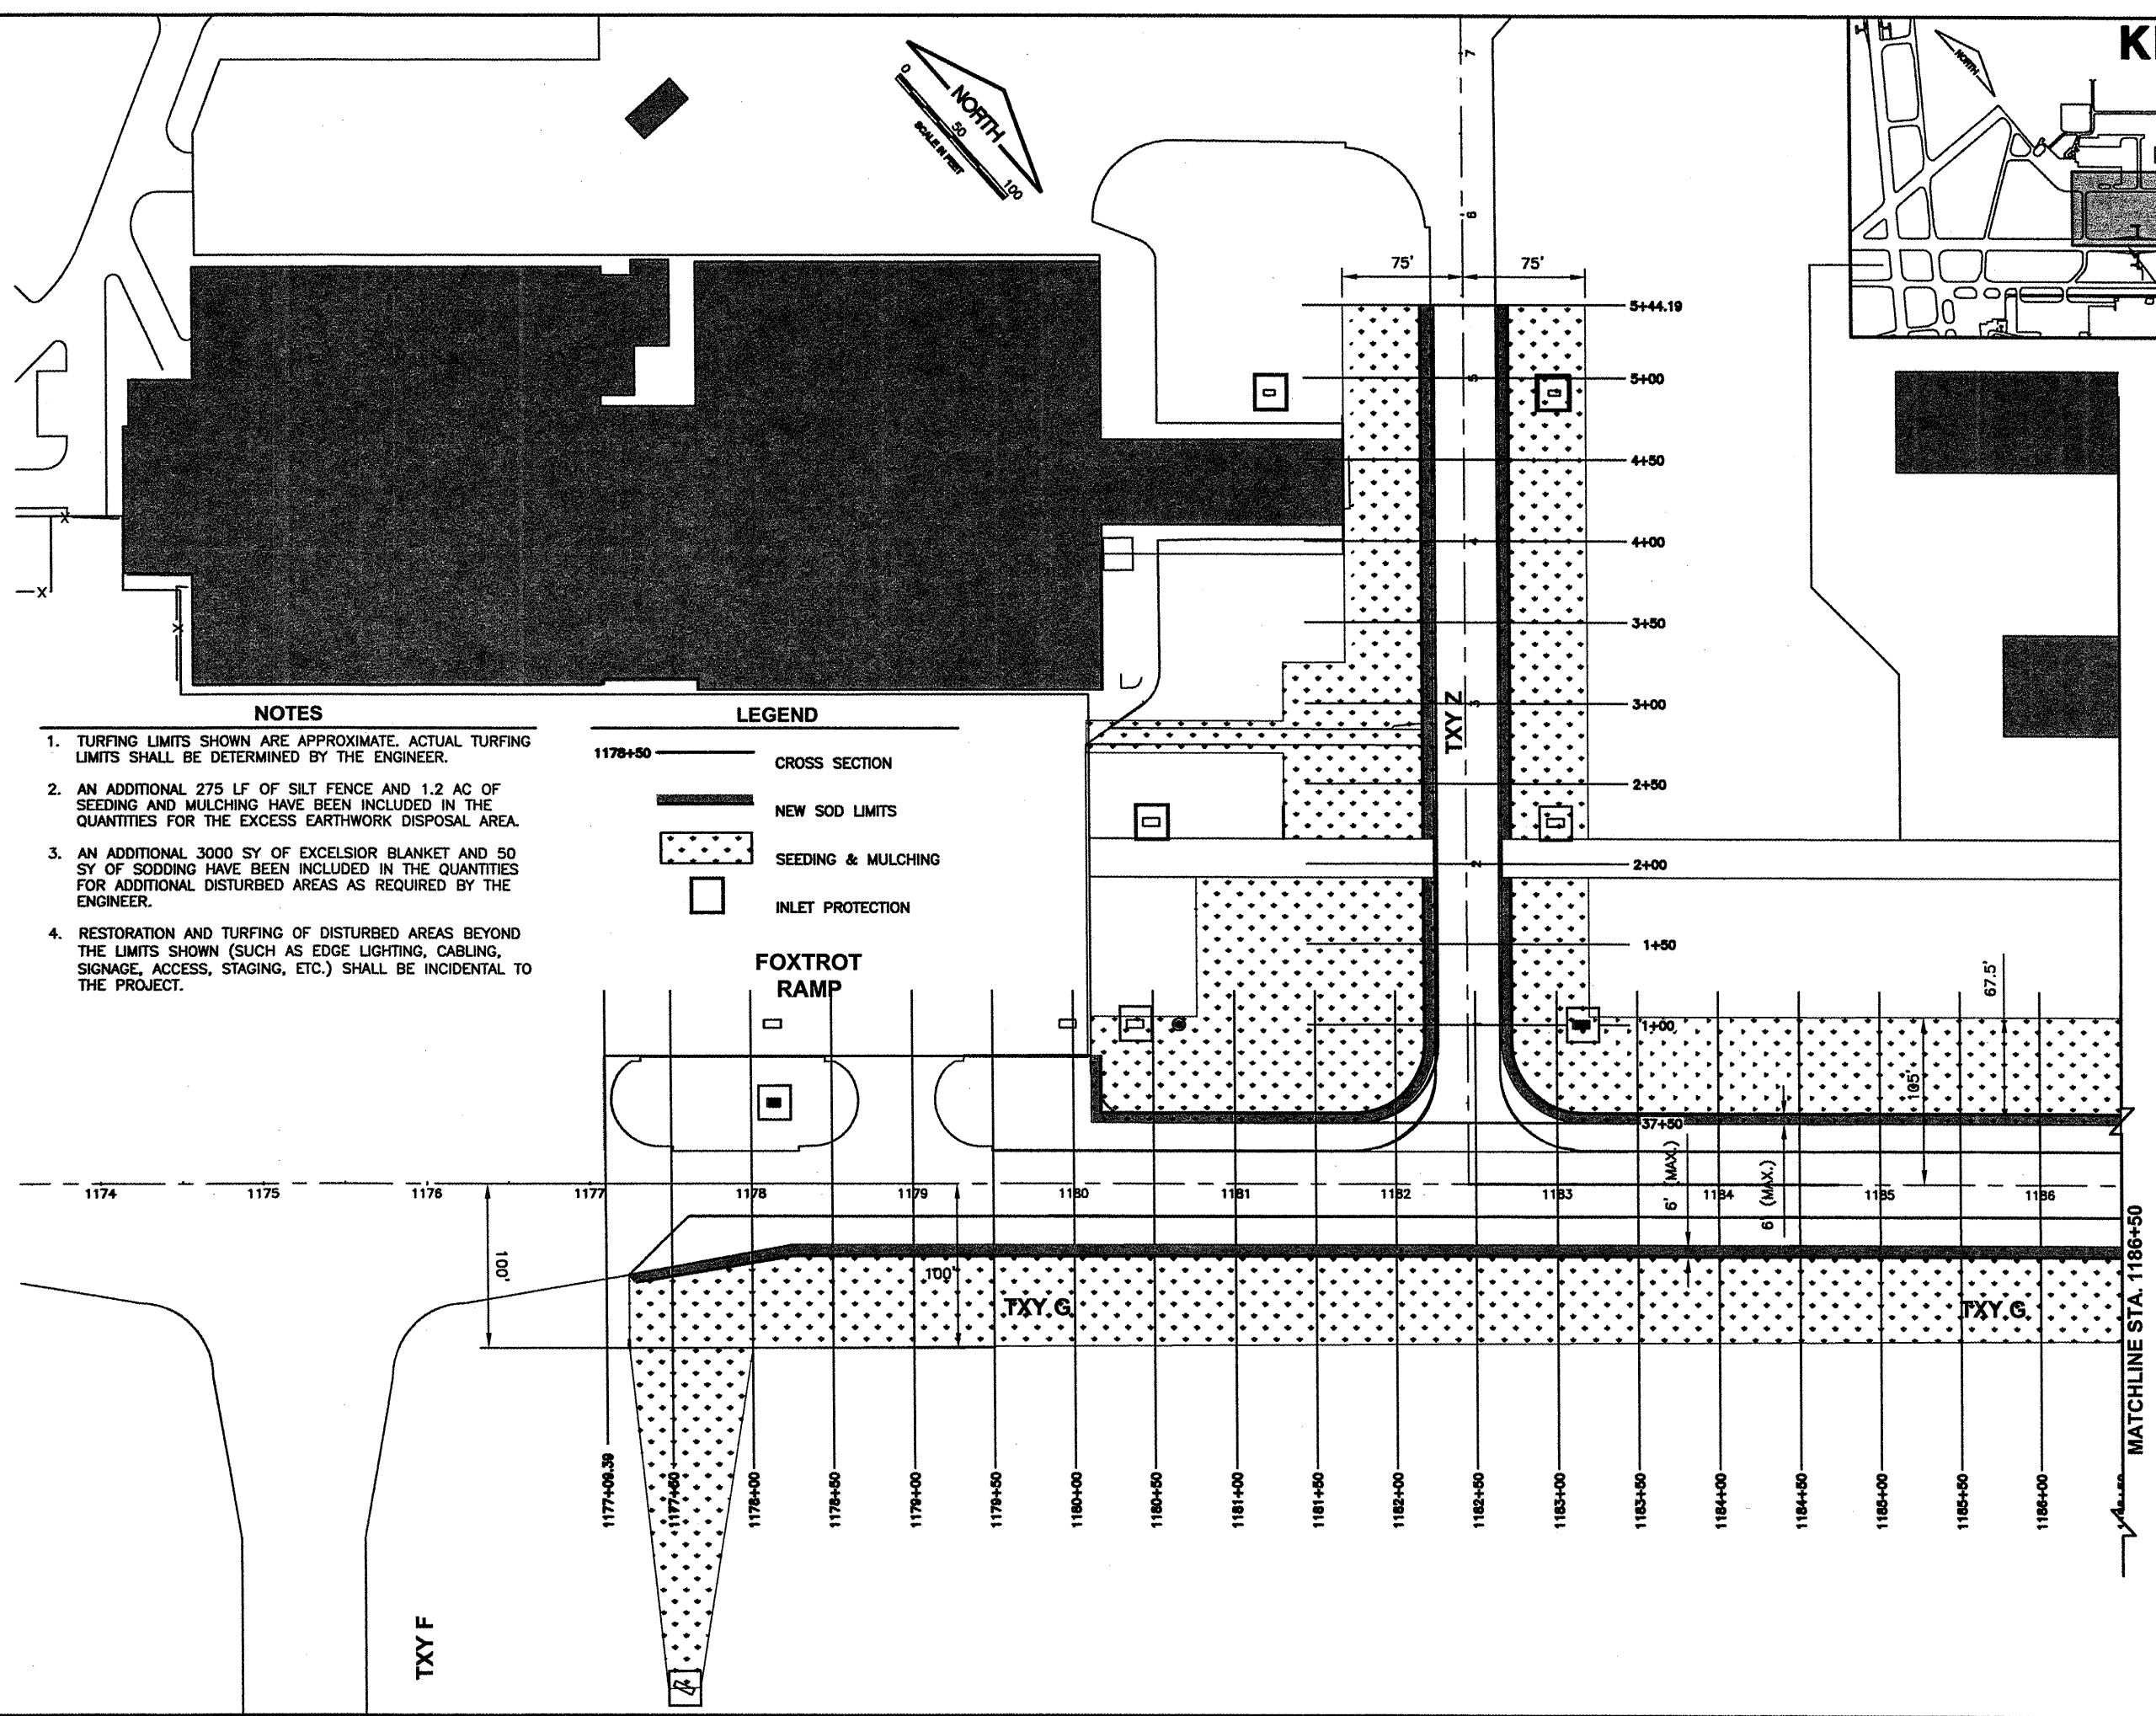 NORTH
0
50
100
SCALE IN FEET
7
6
NORTH
75'
75'
5+44.19
5
5+00
4+50
4
4+00
3+50
3
3+00
TXY Z
2+50
2
2+00
1+50
1+00
67.5'
105'
37+50
NOTES
1. TURFING LIMITS SHOWN ARE APPROXIMATE. ACTUAL TURFING
LIMITS SHALL BE DETERMINED BY THE ENGINEER.
2. AN ADDITIONAL 275 LF OF SILT FENCE AND 1.2 AC OF
SEEDING AND MULCHING HAVE BEEN INCLUDED IN THE
QUANTITIES FOR THE EXCESS EARTHWORK DISPOSAL AREA.
3. AN ADDITIONAL 3000 SY OF EXCELSIOR BLANKET AND 50
SY OF SODDING HAVE BEEN INCLUDED IN THE QUANTITIES
FOR ADDITIONAL DISTURBED AREAS AS REQUIRED BY THE
ENGINEER.
4. RESTORATION AND TURFING OF DISTURBED AREAS BEYOND
THE LIMITS SHOWN (SUCH AS EDGE LIGHTING, CABLING,
SIGNAGE, ACCESS, STAGING, ETC.) SHALL BE INCIDENTAL TO
THE PROJECT.
LEGEND
1178+50
CROSS SECTION
NEW SOD LIMITS
SEEDING & MULCHING
INLET PROTECTION
FOXTROT
RAMP
X
X
X
1174
1175
1176
1177
1178
1179
1180
1181
1182
1183
1184
1185
1186
6' (MAX.)
6' (MAX.)
100'
100'
TXY G
TXY G
TXY F
1177+09.39
1177+50
1178+00
1178+50
1179+00
1179+50
1180+00
1180+50
1181+00
1181+50
1182+00
1182+50
1183+00
1183+50
1184+00
1184+50
1185+00
1185+50
1186+00
MATCHLINE STA. 1186+50